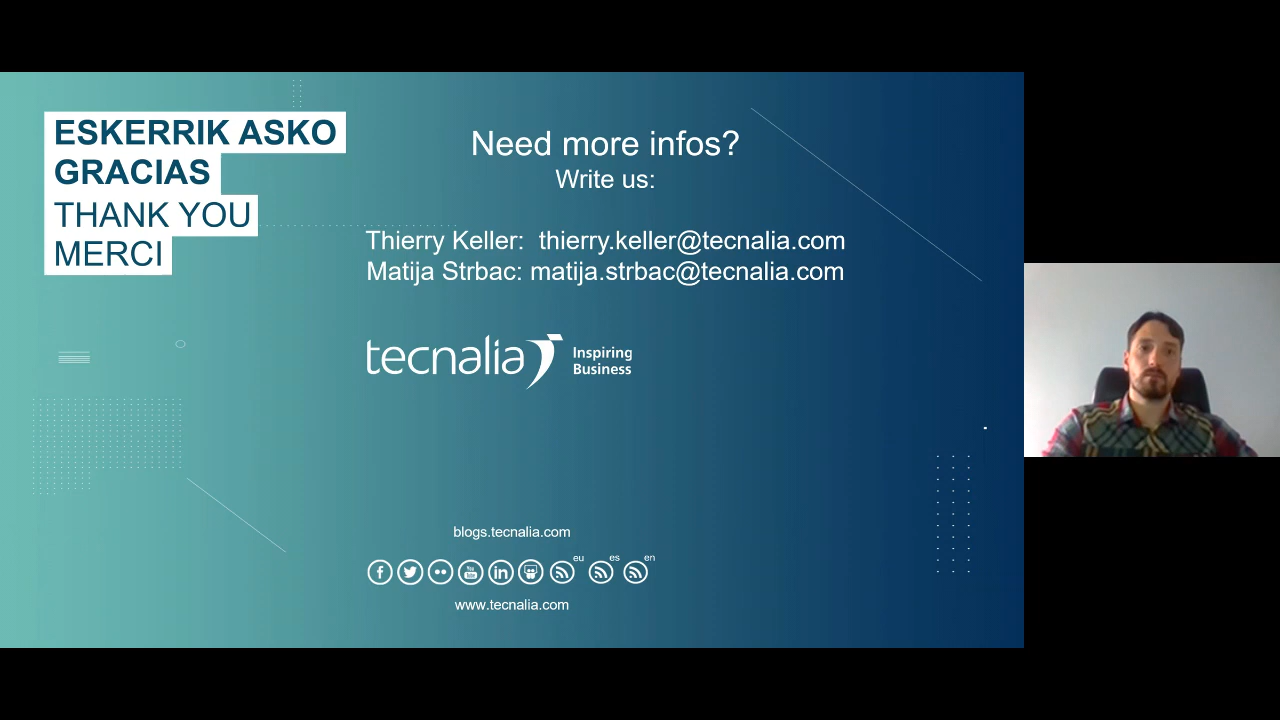 ESKERRIK ASKO
GRACIAS
THANK YOU
MERCI
Need more infos?
Write us:
Thierry Keller: thierry.keller@tecnalia.com
Matija Strbac: matija.strbac@tecnalia.com
tecnalia Inspiring
Business
blogs.tecnalia.com
eu es en
www.tecnalia.com